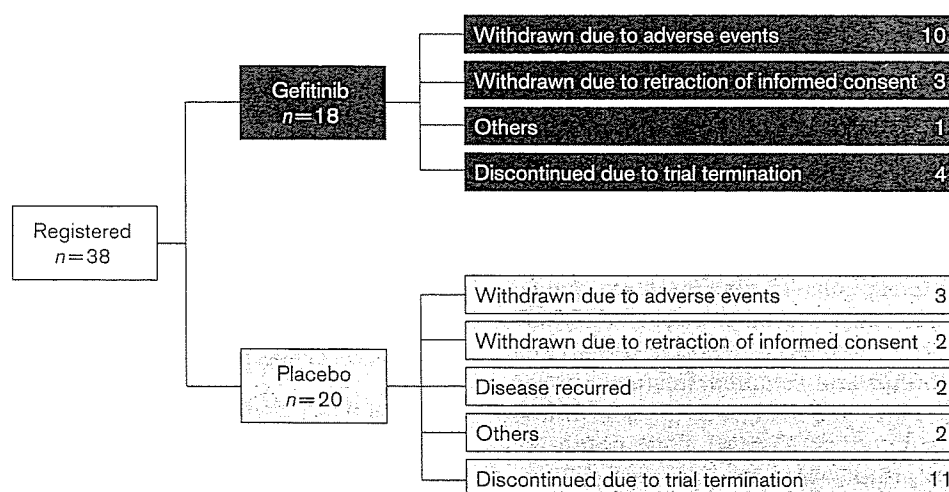 Withdrawn due to adverse events 10
Gefitinib
n=18
Withdrawn due to retraction of informed consent 3
Others 1
Discontinued due to trial termination 4
Registered
n=38
Withdrawn due to adverse events 3
Withdrawn due to retraction of informed consent 2
Placebo
n=20
Disease recurred 2
Others 2
Discontinued due to trial termination 11